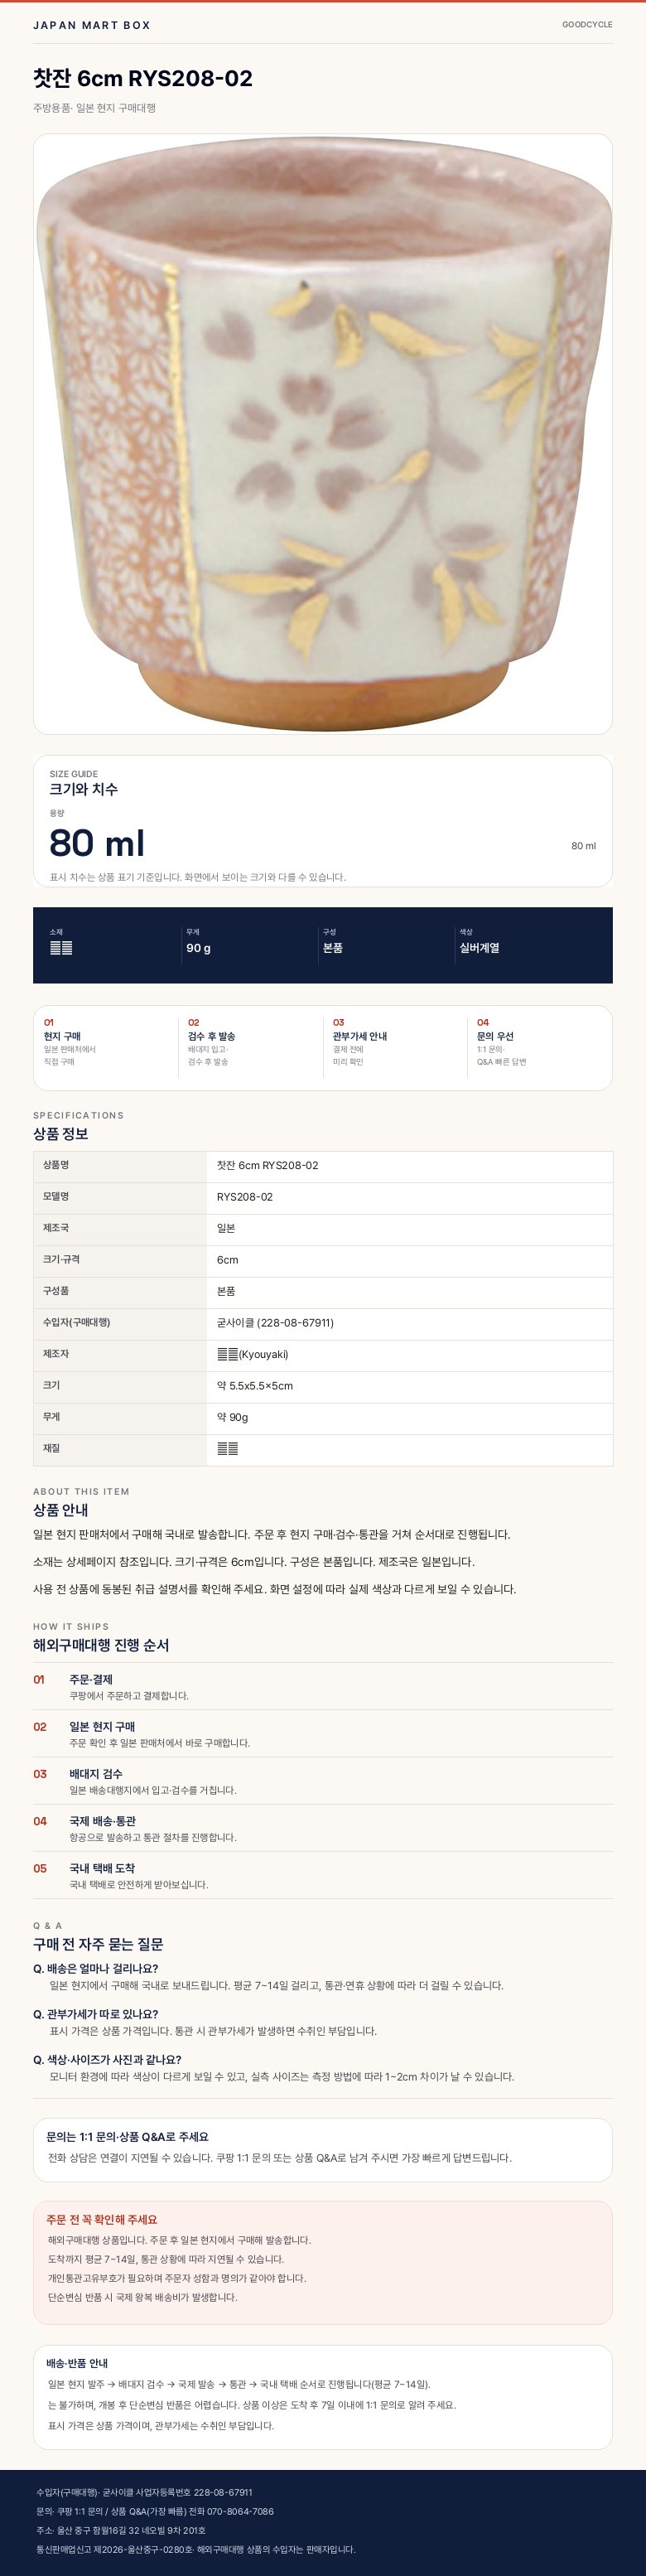 JAPAN MART BOX
GOODCYCLE
찻잔 6cm RYS208-02
주방용품· 일본 현지 구매대행
SIZE GUIDE
크기와 치수
용량
80 ml
80 ml
표시 치수는 상품 표기 기준입니다. 화면에서 보이는 크기와 다를 수 있습니다.
소재
무게
90 g
구성
본품
색상
실버계열
01
현지 구매
일본 판매처에서
직접 구매
02
검수 후 발송
배대지 입고·
검수 후 발송
03
관부가세 안내
결제 전에
미리 확인
04
문의 우선
1:1 문의·
Q&A 빠른 답변
SPECIFICATIONS
상품 정보
상품명 찻잔 6cm RYS208-02
모델명 RYS208-02
제조국 일본
크기·규격 6cm
구성품 본품
수입자(구매대행) 굳사이클 (228-08-67911)
제조자 (Kyouyaki)
크기 약 5.5x5.5×5cm
무게 약 90g
재질
ABOUT THIS ITEM
상품 안내
일본 현지 판매처에서 구매해 국내로 발송합니다. 주문 후 현지 구매·검수·통관을 거쳐 순서대로 진행됩니다.
소재는 상세페이지 참조입니다. 크기·규격은 6cm입니다. 구성은 본품입니다. 제조국은 일본입니다.
사용 전 상품에 동봉된 취급 설명서를 확인해 주세요. 화면 설정에 따라 실제 색상과 다르게 보일 수 있습니다.
HOW IT SHIPS
해외구매대행 진행 순서
01 주문·결제
쿠팡에서 주문하고 결제합니다.
02 일본 현지 구매
주문 확인 후 일본 판매처에서 바로 구매합니다.
03 배대지 검수
일본 배송대행지에서 입고·검수를 거칩니다.
04 국제 배송·통관
항공으로 발송하고 통관 절차를 진행합니다.
05 국내 택배 도착
국내 택배로 안전하게 받아보십니다.
Q & A
구매 전 자주 묻는 질문
Q. 배송은 얼마나 걸리나요?
일본 현지에서 구매해 국내로 보내드립니다. 평균 7–14일 걸리고, 통관·연휴 상황에 따라 더 걸릴 수 있습니다.
Q. 관부가세가 따로 있나요?
표시 가격은 상품 가격입니다. 통관 시 관부가세가 발생하면 수취인 부담입니다.
Q. 색상·사이즈가 사진과 같나요?
모니터 환경에 따라 색상이 다르게 보일 수 있고, 실측 사이즈는 측정 방법에 따라 1~2cm 차이가 날 수 있습니다.
문의는 1:1 문의·상품 Q&A로 주세요
전화 상담은 연결이 지연될 수 있습니다. 쿠팡 1:1 문의 또는 상품 Q&A로 남겨 주시면 가장 빠르게 답변드립니다.
주문 전 꼭 확인해 주세요
해외구매대행 상품입니다. 주문 후 일본 현지에서 구매해 발송합니다.
도착까지 평균 7–14일, 통관 상황에 따라 지연될 수 있습니다.
개인통관고유부호가 필요하며 주문자 성함과 명의가 같아야 합니다.
단순변심 반품 시 국제 왕복 배송비가 발생합니다.
배송·반품 안내
일본 현지 발주 → 배대지 검수 → 국제 발송 → 통관 → 국내 택배 순서로 진행됩니다(평균 7–14일).
는 불가하며, 개봉 후 단순변심 반품은 어렵습니다. 상품 이상은 도착 후 7일 이내에 1:1 문의로 알려 주세요.
표시 가격은 상품 가격이며, 관부가세는 수취인 부담입니다.
수입자(구매대행)· 굳사이클 사업자등록번호 228-08-67911
문의· 쿠팡 1:1 문의 / 상품 Q&A(가장 빠름) 전화 070-8064-7086
주소· 울산 중구 함월16길 32 네오빌 9차 201호
통신판매업신고 제2026-울산중구-0280호· 해외구매대행 상품의 수입자는 판매자입니다.